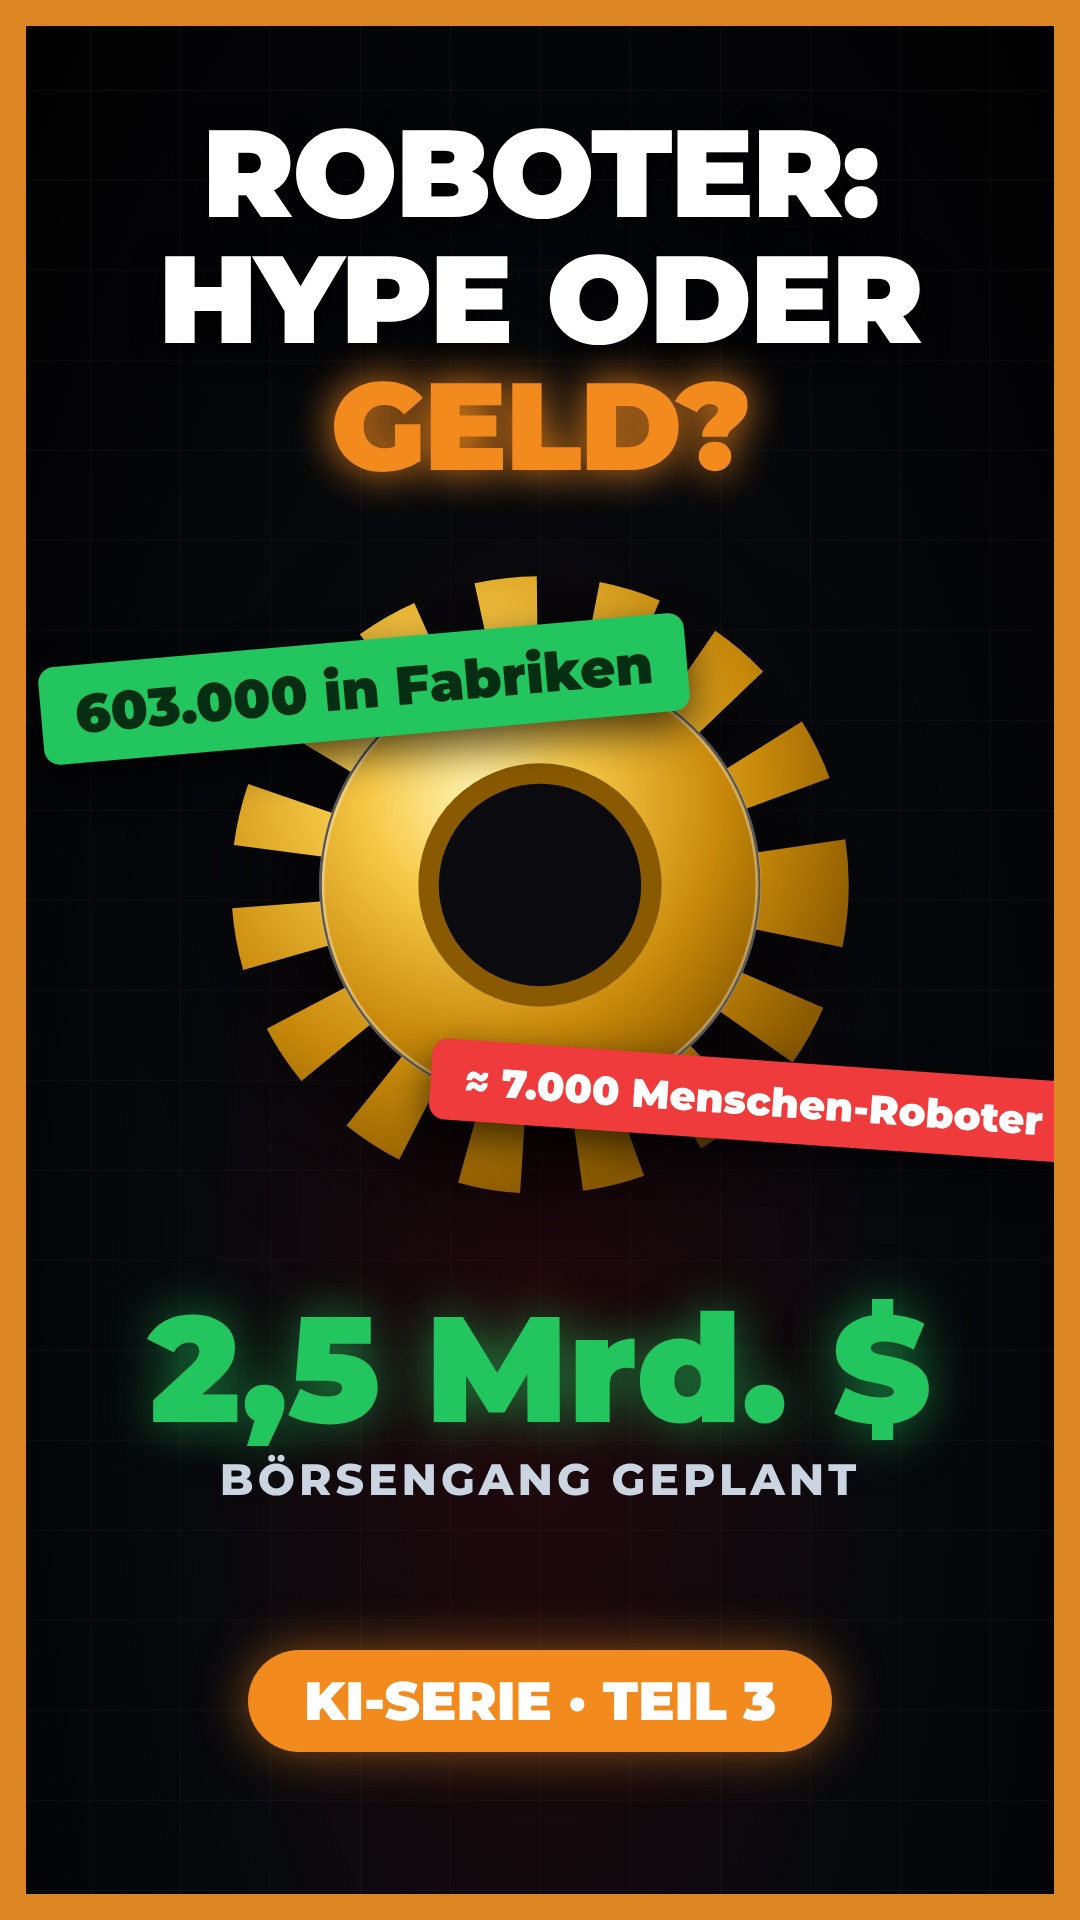 ROBOTER:
HYPE ODER
GELD?
603.000 in Fabriken
≈ 7.000 Menschen-Roboter
2,5 Mrd. $
BÖRSENGANG GEPLANT
KI-SERIE • TEIL 3